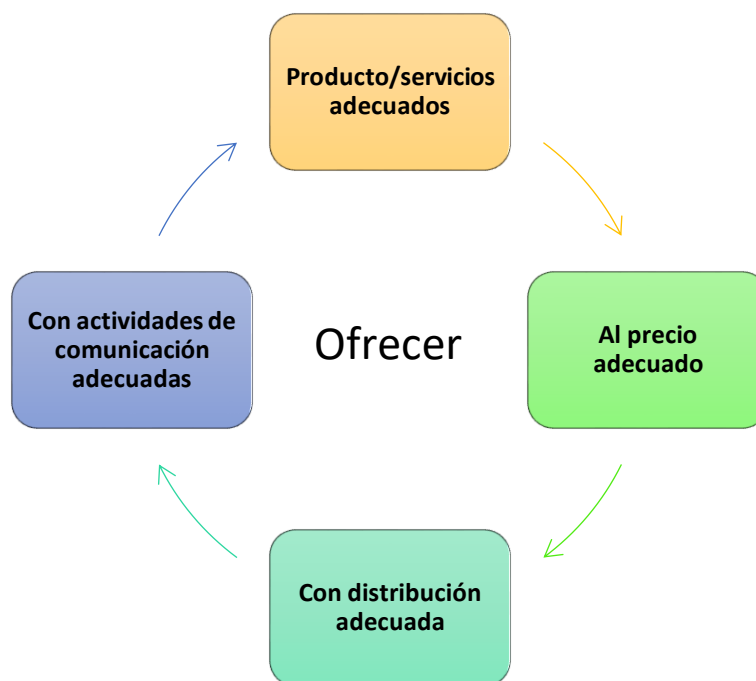 Producto/servicios
adecuados
Con actividades de
comunicación
adecuadas
Ofrecer
Al precio
adecuado
Con distribución
adecuada